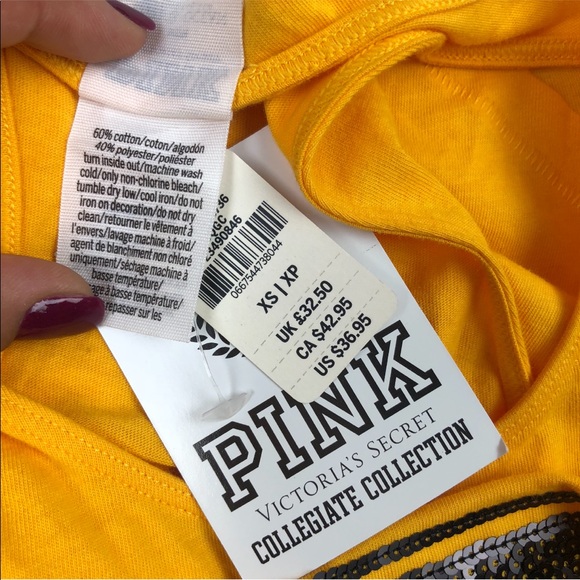 60% cotton/coton/algodón
40% polyester/poliéster
turn inside out/machine wash
cold/only non-chlorine bleach/
tumble dry low/cool iron/do not
iron on decoration/do not dry
clean/retourner le vêtement à
l'envers/lavage machine à froid/
agent de blanchiment non chloré
uniquement/séchage machine à
basse température/
à basse température/
repasser sur les
0667544738044
XS | XP
UK £32.50
CA $42.95
US $36.95
PINK
VICTORIA'S SECRET
COLLEGIATE COLLECTION